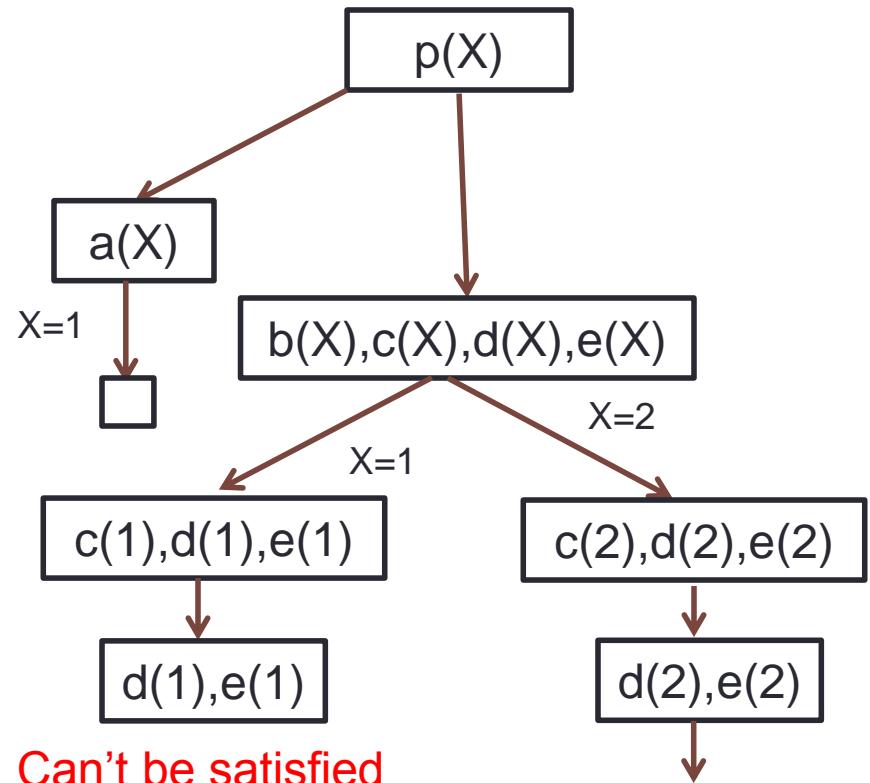 p(X)
a(X)
X=1
b(X),c(X),d(X),e(X)
X=2
X=1
c(1),d(1),e(1)
c(2),d(2),e(2)
d(1),e(1)
d(2),e(2)
Can't be satisfied